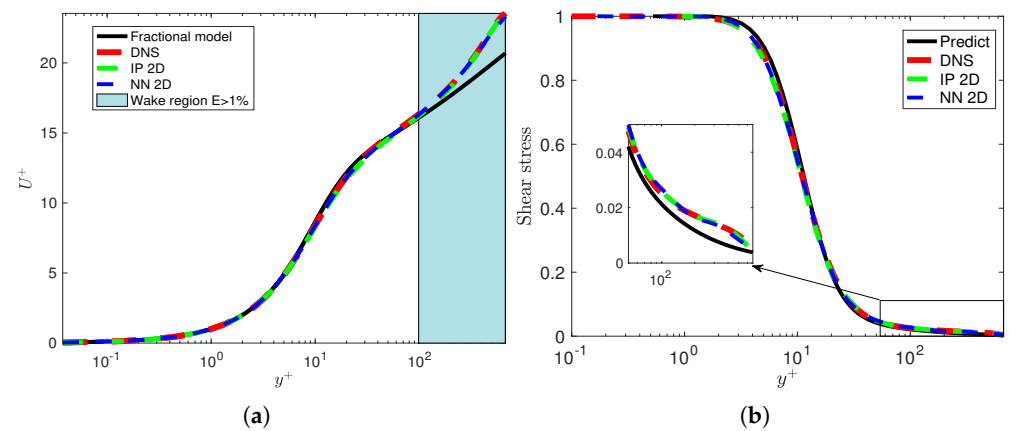 Fractional model
DNS
IP 2D
NN 2D
Wake region E>1%
20
15
10
5
0
U+
10-1
100
101
102
y+
(a)
Predict
DNS
IP 2D
NN 2D
1
0.8
0.6
0.4
0.2
0
Shear stress
0.04
0.02
0
102
10-1
100
101
102
y+
(b)